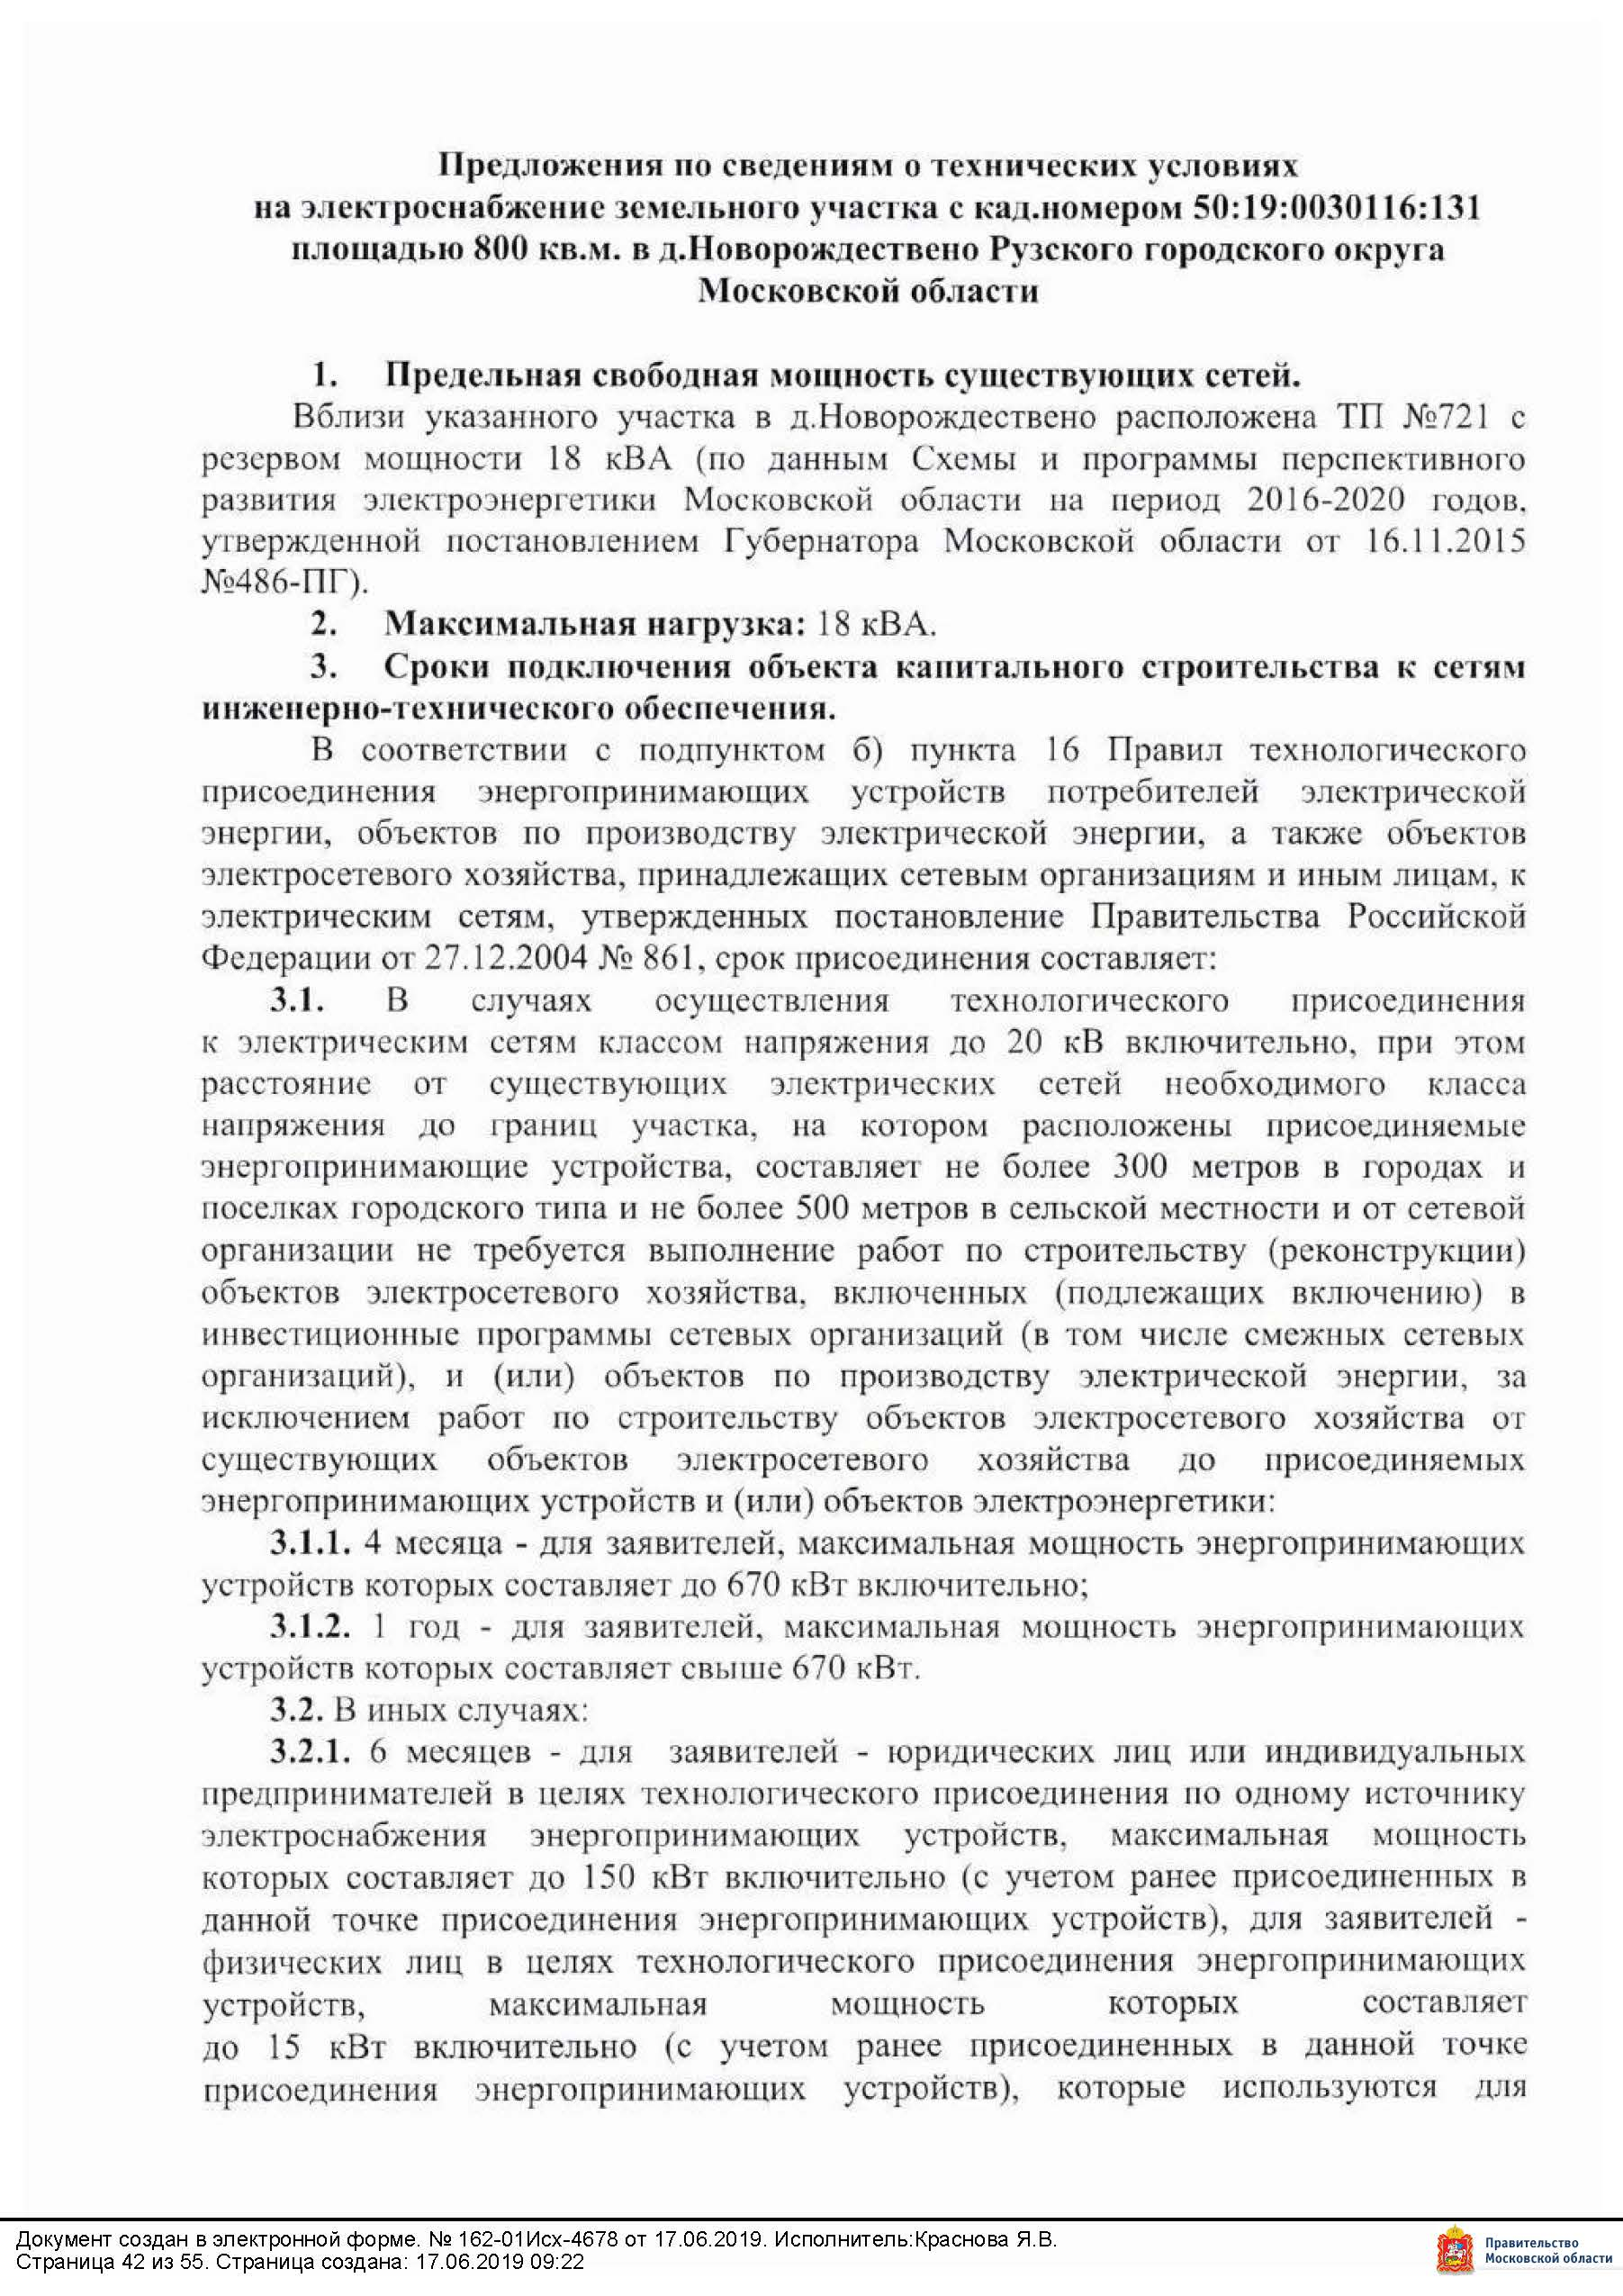 Предложения по сведениям о технических условиях
на электроснабжение земельного участка с кад.номером 50:19:0030116:131
площадью 800 кв.м. в д.Новорождествено Рузского городского округа
Московской области
1. Предельная свободная мощность существующих сетей.
Вблизи указанного участка в д.Новорождествено расположена ТП №721 с
резервом мощности 18 кВА (по данным Схемы и программы перспективного
развития электроэнергетики Московской области на период 2016-2020 годов,
утвержденной постановлением Губернатора Московской области от 16.11.2015
№486-ПГ).
2. Максимальная нагрузка: 18 кВА.
3. Сроки подключения объекта капитального строительства к сетям
инженерно-технического обеспечения.
В соответствии с подпунктом б) пункта 16 Правил технологического
присоединения энергопринимающих устройств потребителей электрической
энергии, объектов по производству электрической энергии, а также объектов
электросетевого хозяйства, принадлежащих сетевым организациям и иным лицам, к
электрическим сетям, утвержденных постановление Правительства Российской
Федерации от 27.12.2004 № 861, срок присоединения составляет:
3.1. В случаях осуществления технологического присоединения
к электрическим сетям классом напряжения до 20 кВ включительно, при этом
расстояние от существующих электрических сетей необходимого класса
напряжения до границ участка, на котором расположены присоединяемые
энергопринимающие устройства, составляет не более 300 метров в городах и
поселках городского типа и не более 500 метров в сельской местности и от сетевой
организации не требуется выполнение работ по строительству (реконструкции)
объектов электросетевого хозяйства, включенных (подлежащих включению) в
инвестиционные программы сетевых организаций (в том числе смежных сетевых
организаций), и (или) объектов по производству электрической энергии, за
исключением работ по строительству объектов электросетевого хозяйства от
существующих объектов электросетевого хозяйства до присоединяемых
энергопринимающих устройств и (или) объектов электроэнергетики:
3.1.1. 4 месяца - для заявителей, максимальная мощность энергопринимающих
устройств которых составляет до 670 кВт включительно;
3.1.2. 1 год - для заявителей, максимальная мощность энергопринимающих
устройств которых составляет свыше 670 кВт.
3.2. В иных случаях:
3.2.1. 6 месяцев - для заявителей - юридических лиц или индивидуальных
предпринимателей в целях технологического присоединения по одному источнику
электроснабжения энергопринимающих устройств, максимальная мощность
которых составляет до 150 кВт включительно (с учетом ранее присоединенных в
данной точке присоединения энергопринимающих устройств), для заявителей -
физических лиц в целях технологического присоединения энергопринимающих
устройств, максимальная мощность которых составляет
до 15 кВт включительно (с учетом ранее присоединенных в данной точке
присоединения энергопринимающих устройств), которые используются для
Документ создан в электронной форме. № 162-01Исх-4678 от 17.06.2019. Исполнитель:Краснова Я.В.
Страница 42 из 55. Страница создана: 17.06.2019 09:22
Правительство
Московской области